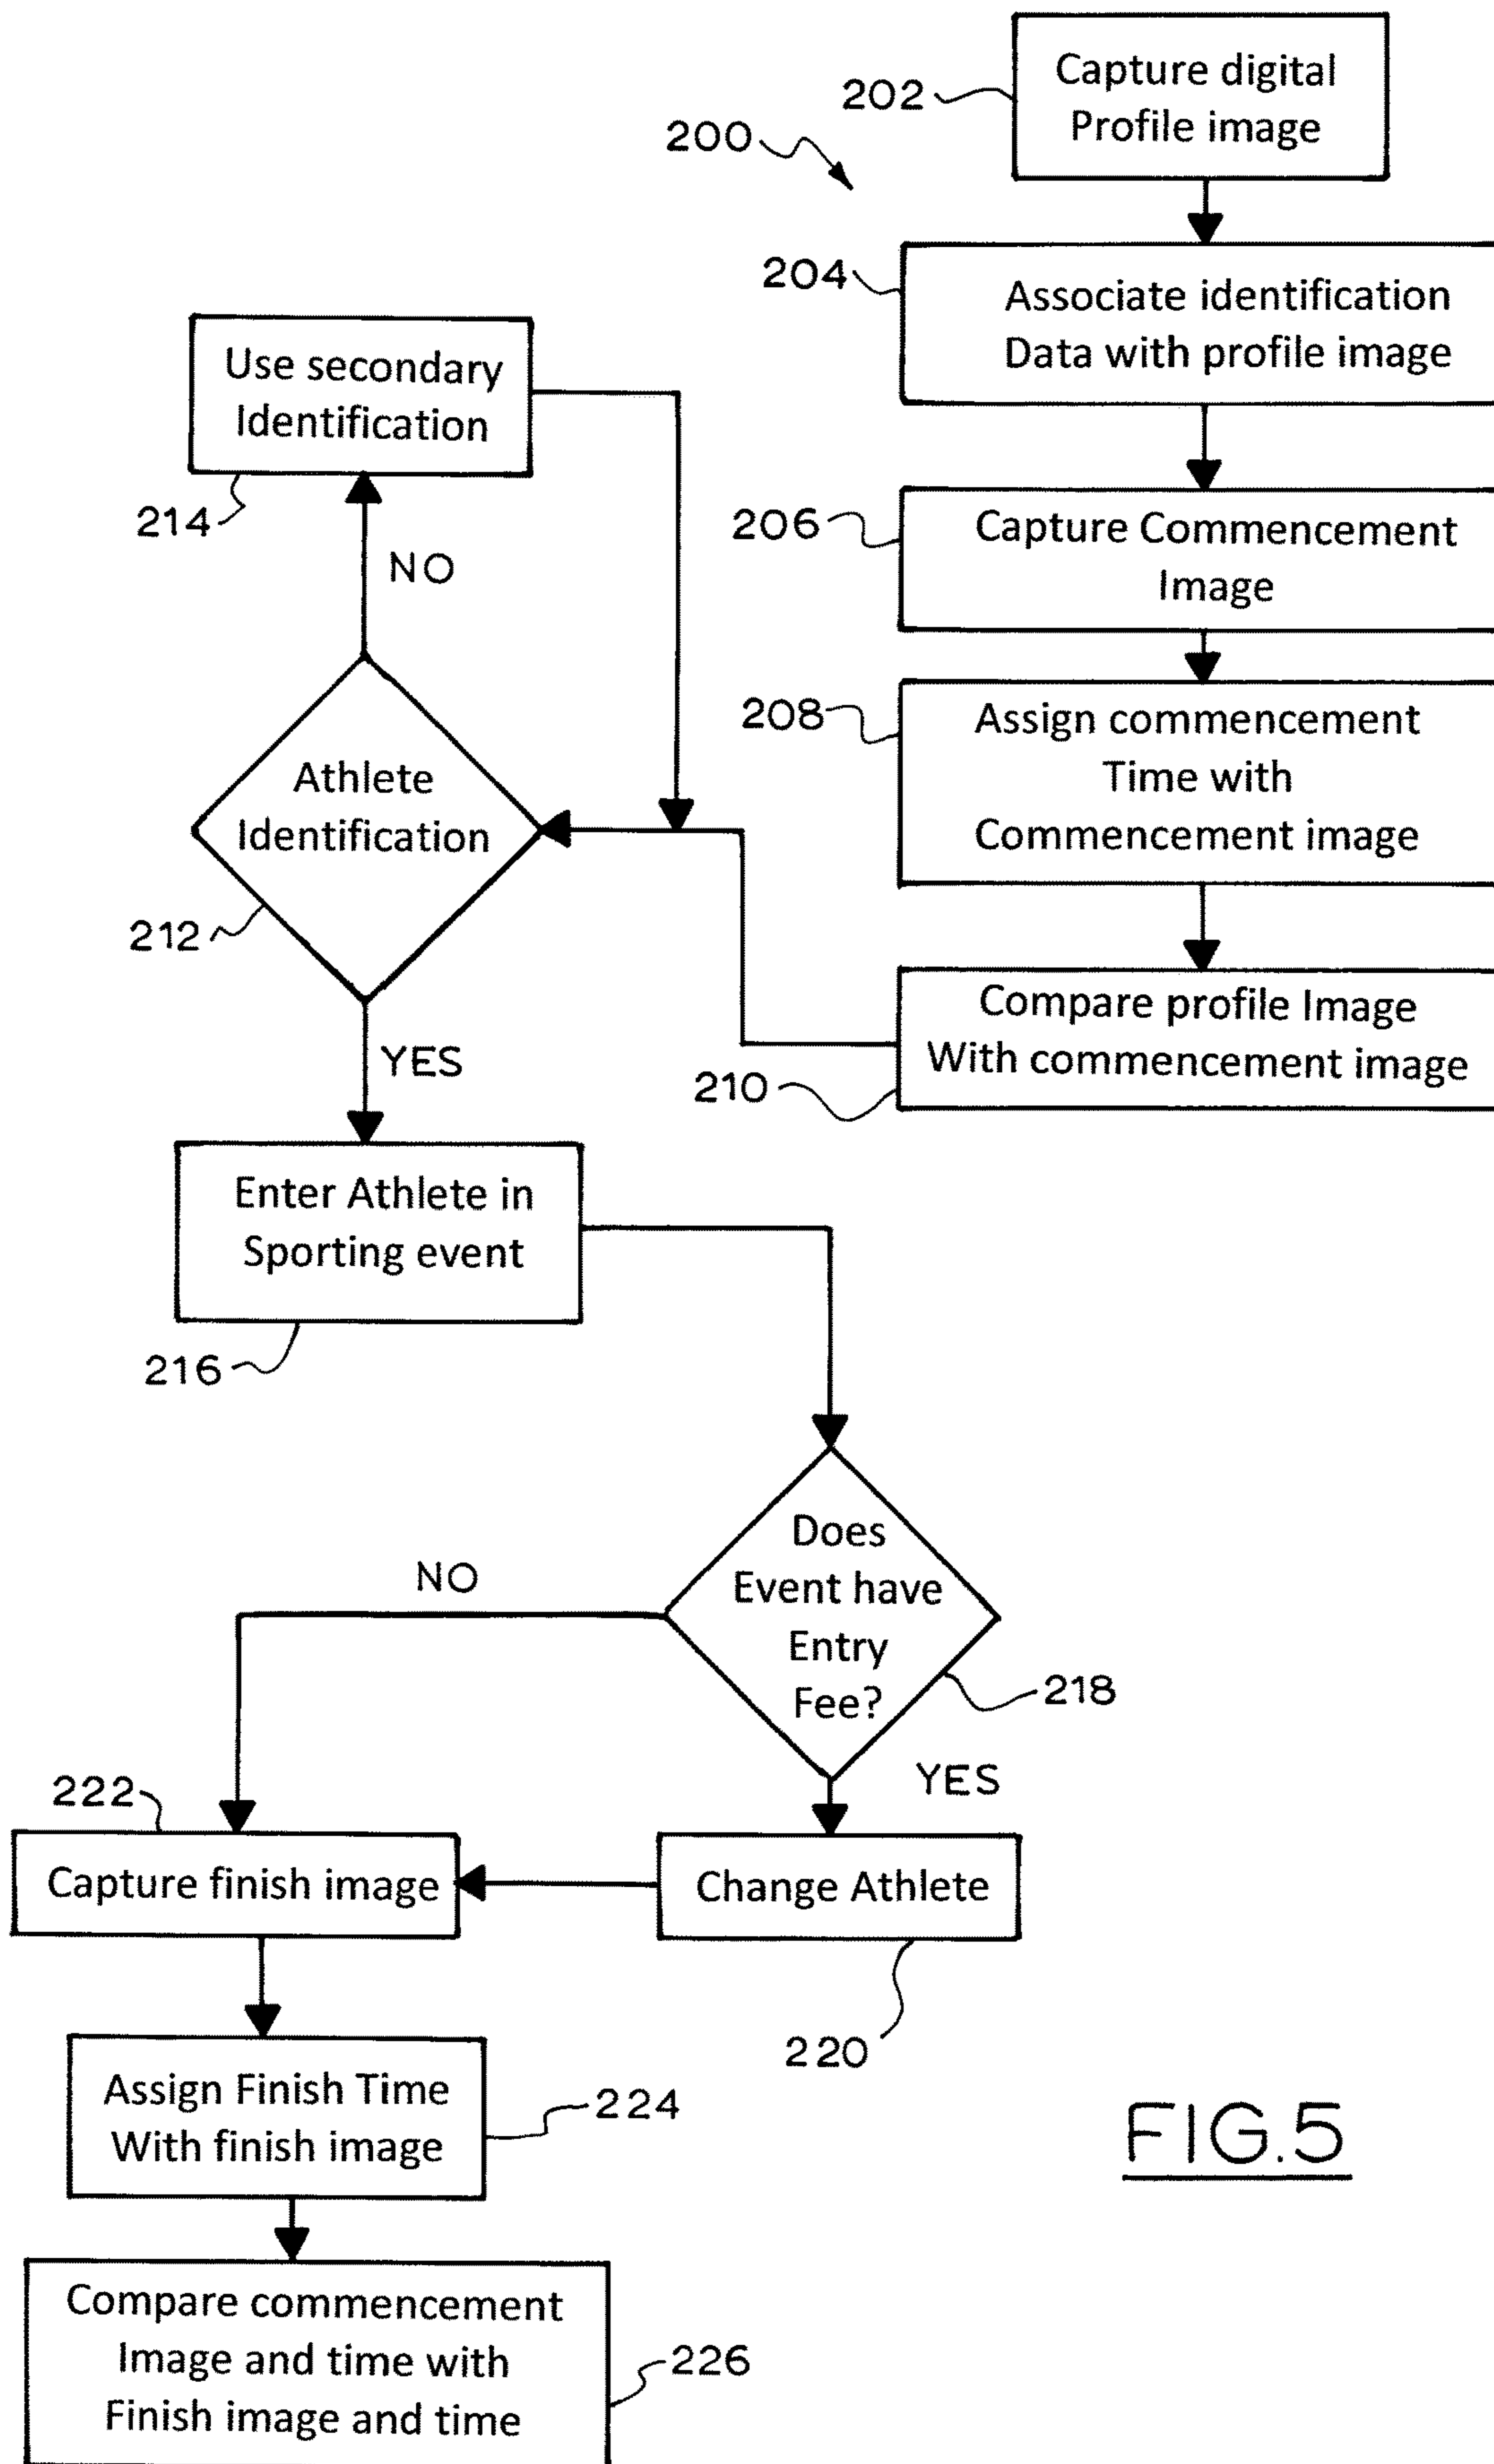 202
Capture digital
Profile image
200
204
Associate identification
Data with profile image
206
Capture Commencement
Image
208
Assign commencement
Time with
Commencement image
210
Compare profile Image
With commencement image
Use secondary
Identification
214
NO
Athlete
Identification
212
YES
Enter Athlete in
Sporting event
216
Does
Event have
Entry
Fee?
218
NO
YES
222
Capture finish image
Change Athlete
220
Assign Finish Time
With finish image
224
Compare commencement
Image and time with
Finish image and time
226
FIG.5